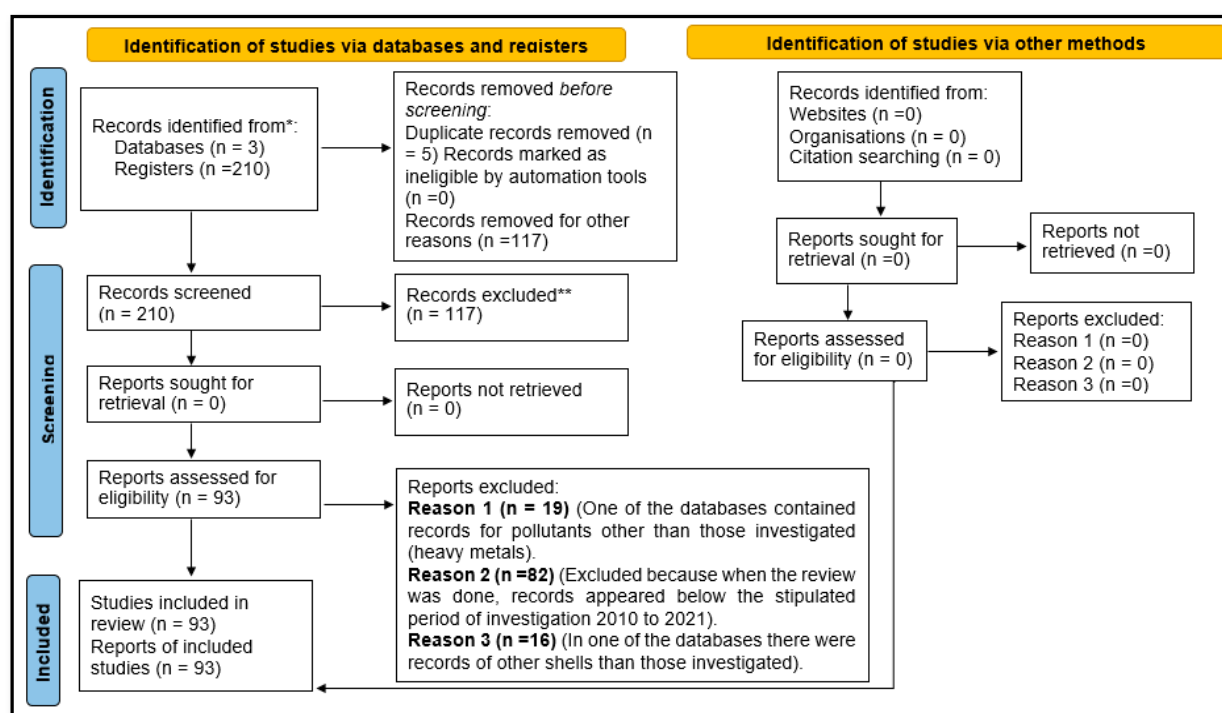 Identification of studies via databases and registers
Identification
Records identified from*:
Databases (n = 3)
Registers (n =210)
Records removed before
screening:
Duplicate records removed (n
= 5) Records marked as
ineligible by automation tools
(n =0)
Records removed for other
reasons (n =117)
Screening
Records screened
(n = 210)
Records excluded**
(n = 117)
Reports sought for
retrieval (n = 0)
Reports not retrieved
(n = 0)
Reports assessed for
eligibility (n = 93)
Reports excluded:
Reason 1 (n = 19) (One of the databases contained
records for pollutants other than those investigated
(heavy metals).
Reason 2 (n =82) (Excluded because when the review
was done, records appeared below the stipulated
period of investigation 2010 to 2021).
Reason 3 (n =16) (In one of the databases there were
records of other shells than those investigated).
Included
Studies included in
review (n = 93)
Reports of included
studies (n = 93)
Identification of studies via other methods
Records identified from:
Websites (n =0)
Organisations (n = 0)
Citation searching (n = 0)
Reports sought for
retrieval (n =0)
Reports not
retrieved (n =0)
Reports assessed
for eligibility (n = 0)
Reports excluded:
Reason 1 (n =0)
Reason 2 (n = 0)
Reason 3 (n =0)